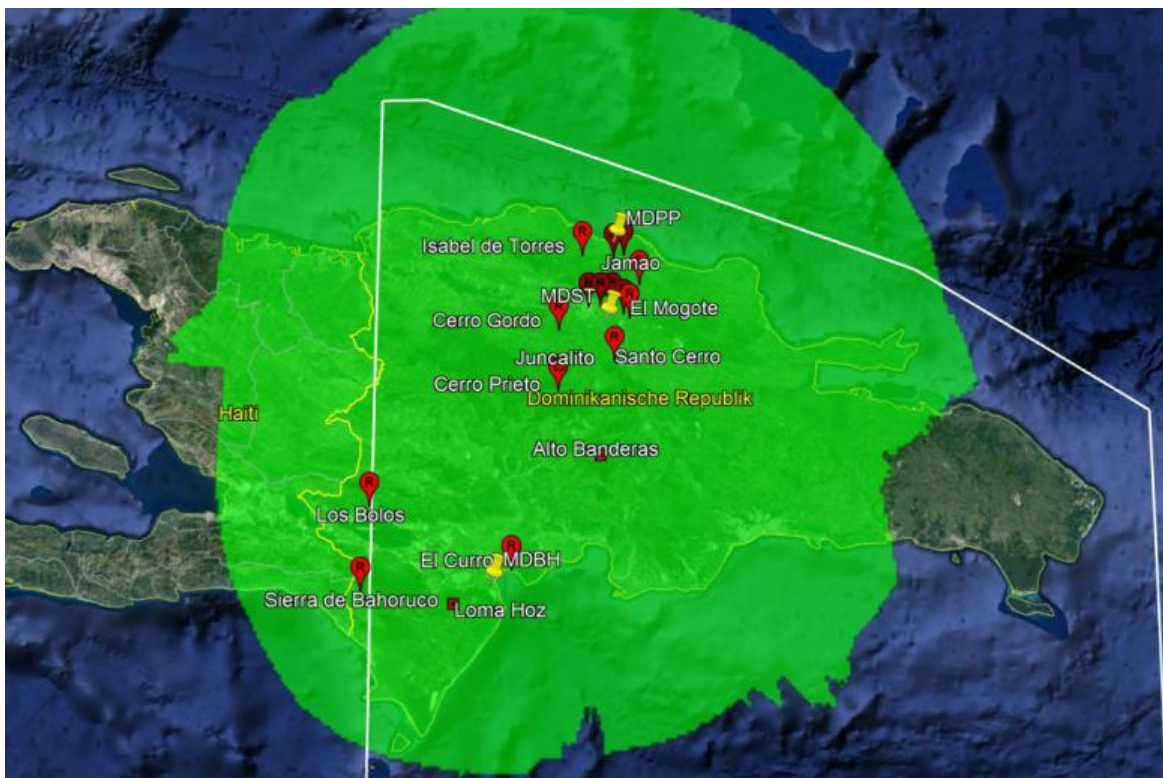 MDPP
Isabel de Torres
Jamao
MDST
El Mogote
Cerro Gordo
Juncalito
Santo Cerro
Cerro Prieto
Dominikanische Republik
Haiti
Alto Banderas
Los Bolos
El Curro
MDBH
Sierra de Bahoruco
Loma Hoz